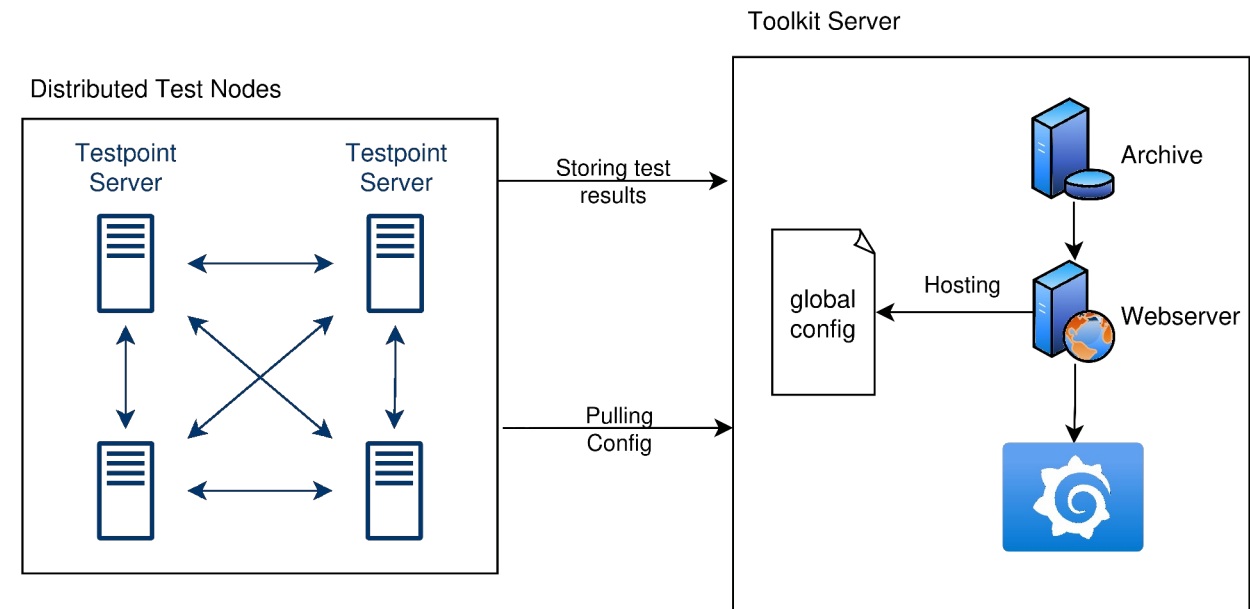 Toolkit Server
Distributed Test Nodes
Testpoint
Server
Testpoint
Server
Storing test
results
Archive
global
config
Hosting
Webserver
Pulling
Config